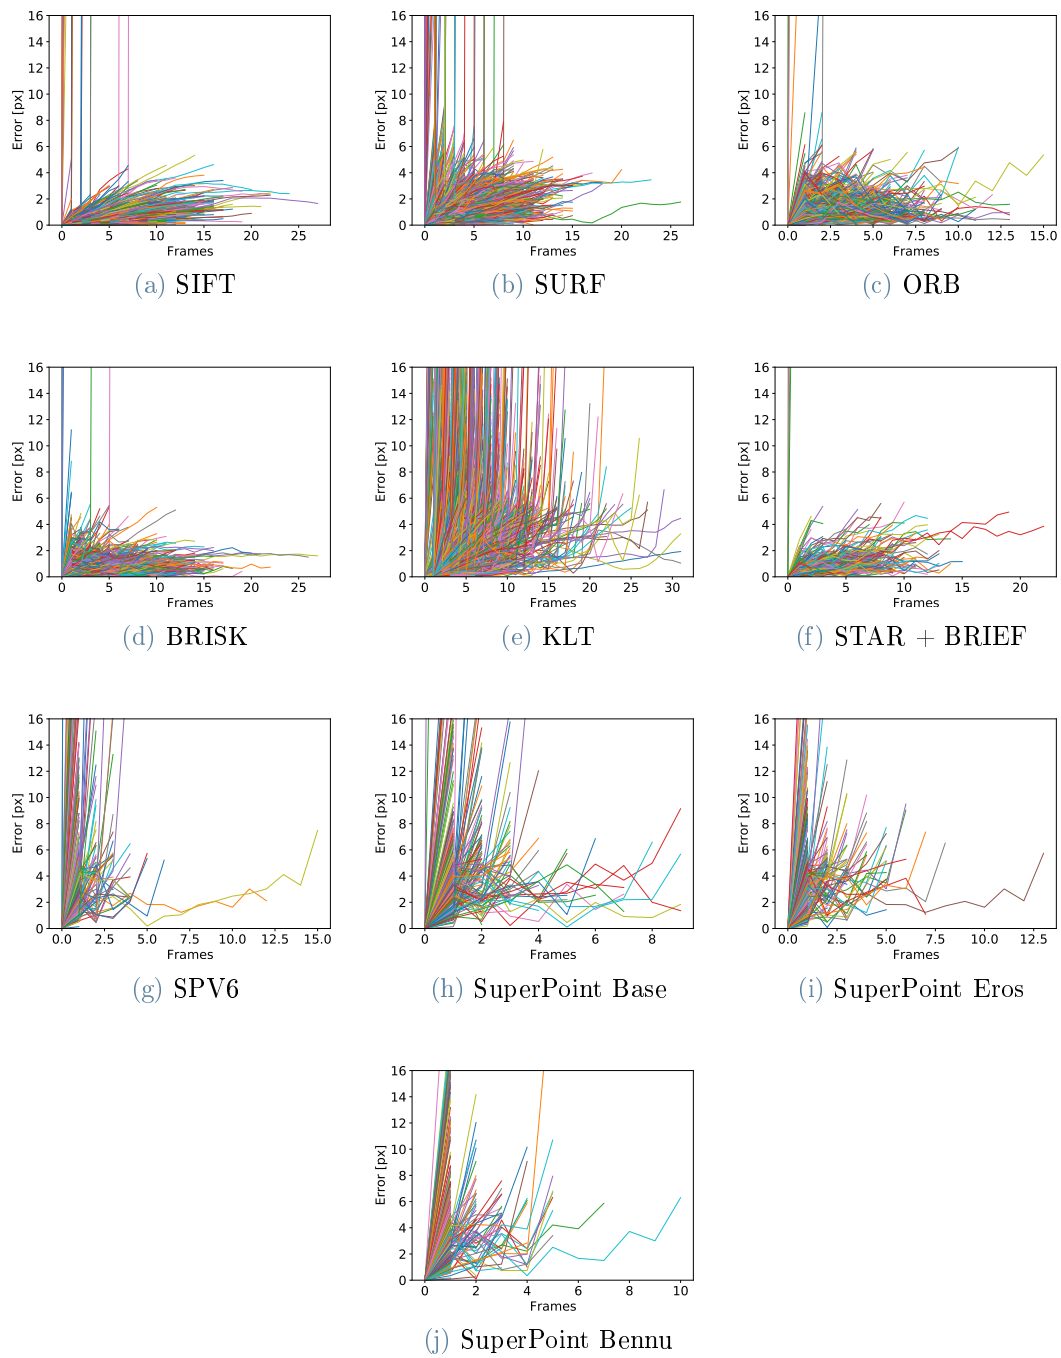 16
14
12
10
8
6
4
2
0
Error [px]
0 5 10 15 20 25
Frames
(a) SIFT
16
14
12
10
8
6
4
2
0
Error [px]
0 5 10 15 20 25
Frames
(b) SURF
16
14
12
10
8
6
4
2
0
Error [px]
0.0 2.5 5.0 7.5 10.0 12.5 15.0
Frames
(c) ORB
16
14
12
10
8
6
4
2
0
Error [px]
0 5 10 15 20 25
Frames
(d) BRISK
16
14
12
10
8
6
4
2
0
Error [px]
0 5 10 15 20 25 30
Frames
(e) KLT
16
14
12
10
8
6
4
2
0
Error [px]
0 5 10 15 20
Frames
(f) STAR + BRIEF
16
14
12
10
8
6
4
2
0
Error [px]
0.0 2.5 5.0 7.5 10.0 12.5 15.0
Frames
(g) SPV6
16
14
12
10
8
6
4
2
0
Error [px]
0 2 4 6 8
Frames
(h) SuperPoint Base
16
14
12
10
8
6
4
2
0
Error [px]
0.0 2.5 5.0 7.5 10.0 12.5
Frames
(i) SuperPoint Eros
16
14
12
10
8
6
4
2
0
Error [px]
0 2 4 6 8 10
Frames
(j) SuperPoint Bennu